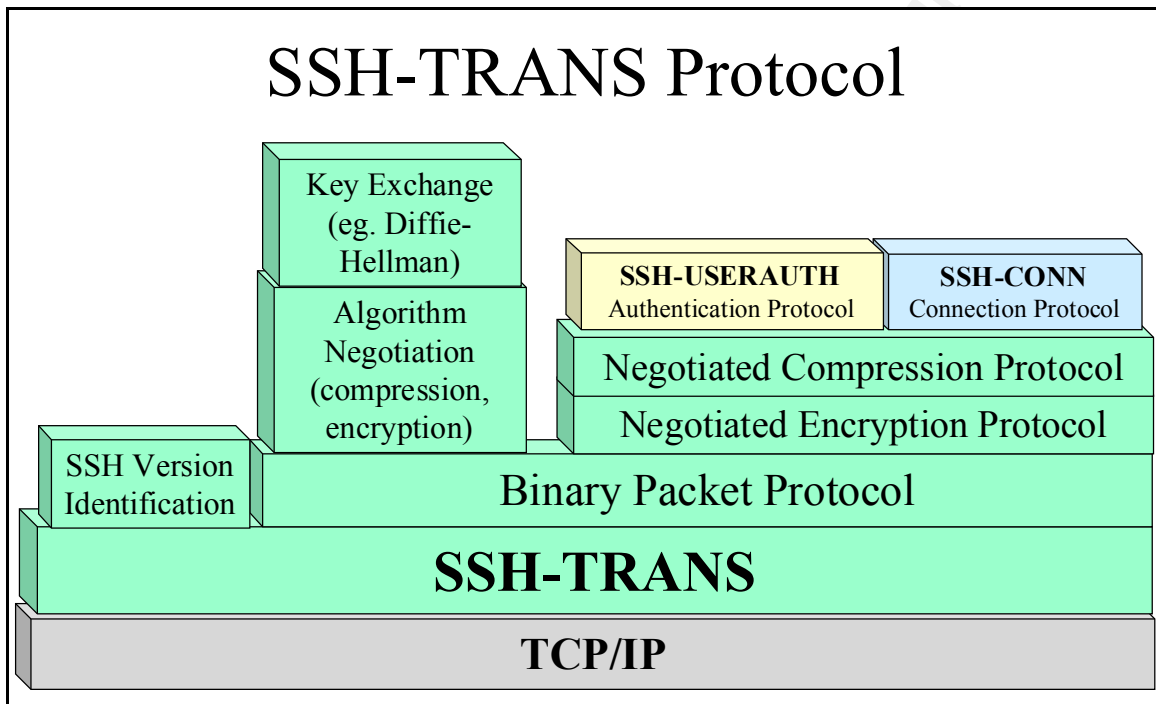 SSH-TRANS Protocol
Key Exchange
(eg. Diffie-
Hellman)
Algorithm
Negotiation
(compression,
encryption)
SSH-USERAUTH
Authentication Protocol
SSH-CONN
Connection Protocol
Negotiated Compression Protocol
Negotiated Encryption Protocol
SSH Version
Identification
Binary Packet Protocol
SSH-TRANS
TCP/IP